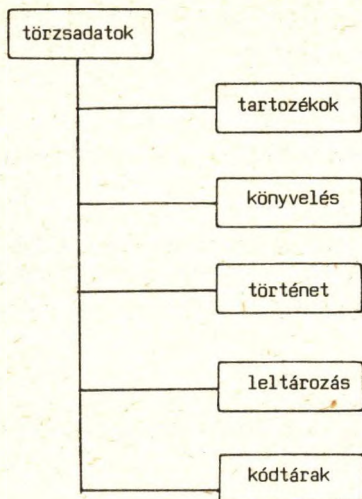 törzsadatok
tartozékok
könyvelés
történet
leltározás
kódtárak